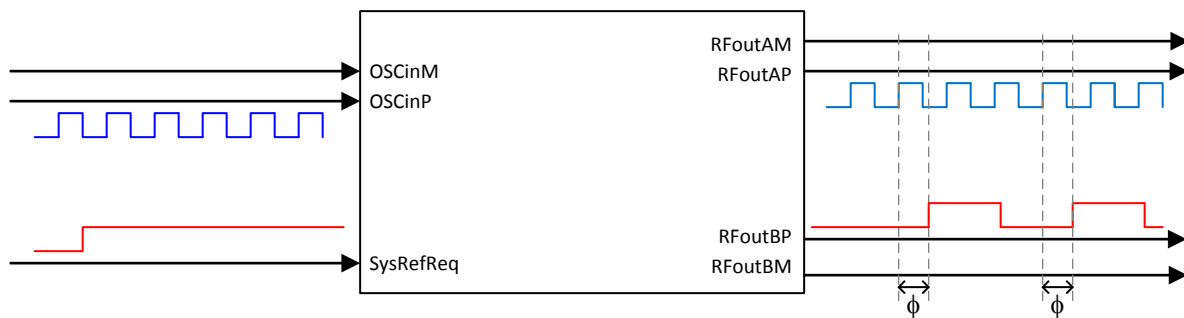 RFoutAM
OSCinM
RFoutAP
OSCinP
RFoutBP
SysRefReq
RFoutBM
ϕ ϕ